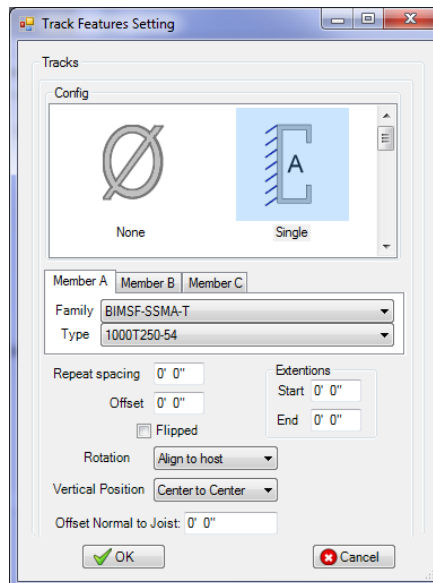 Track Features Setting
Tracks
Config
A
None
Single
Member A Member B Member C
Family BIMSF-SSMA-T
Type 1000T250-54
Repeat spacing 0' 0"
Offset 0' 0"
Flipped
Extentions
Start 0' 0"
End 0' 0"
Rotation Align to host
Vertical Position Center to Center
Offset Normal to Joist: 0' 0"
OK
Cancel